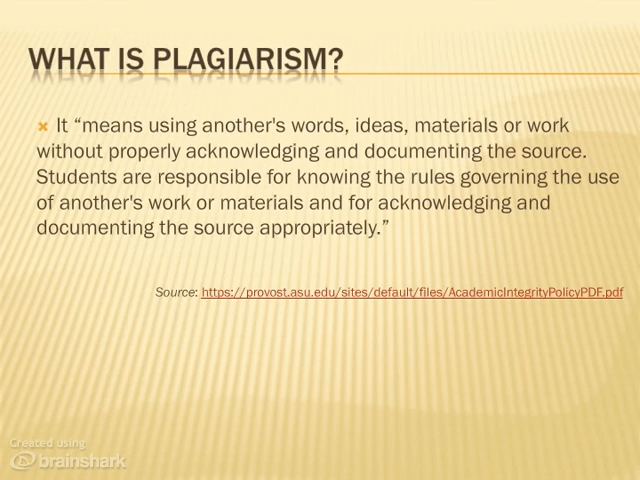 WHAT IS PLAGIARISM?
It “means using another's words, ideas, materials or work
without properly acknowledging and documenting the source.
Students are responsible for knowing the rules governing the use
of another's work or materials and for acknowledging and
documenting the source appropriately.”
Source: https://provost.asu.edu/sites/default/files/AcademicIntegrityPolicyPDF.pdf
Created using
brainshark